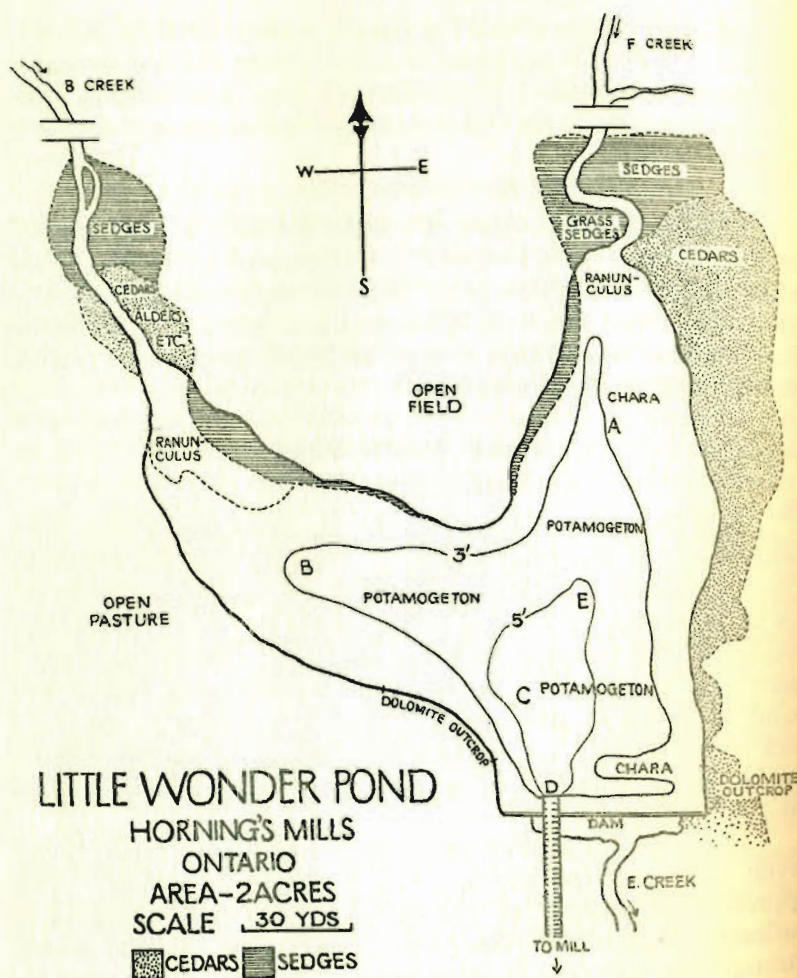 F CREEK
B CREEK
W E
S
SEDGES
SEDGES
GRASS
SEDGES
CEDARS
RANUN-
CULUS
CEDARS
ALDERS
ETC.
OPEN
FIELD
CHARA
A
RANUN-
CULUS
POTAMOGETON
3'
B
POTAMOGETON
OPEN
PASTURE
5'
E
C
POTAMOGETON
DOLOMITE OUTCROP
CHARA
D
DOLOMITE
OUTCROP
DAM
E. CREEK
TO MILL
LITTLE WONDER POND
HORNING'S MILLS
ONTARIO
AREA-2ACRES
SCALE 30 YDS
CEDARS SEDGES